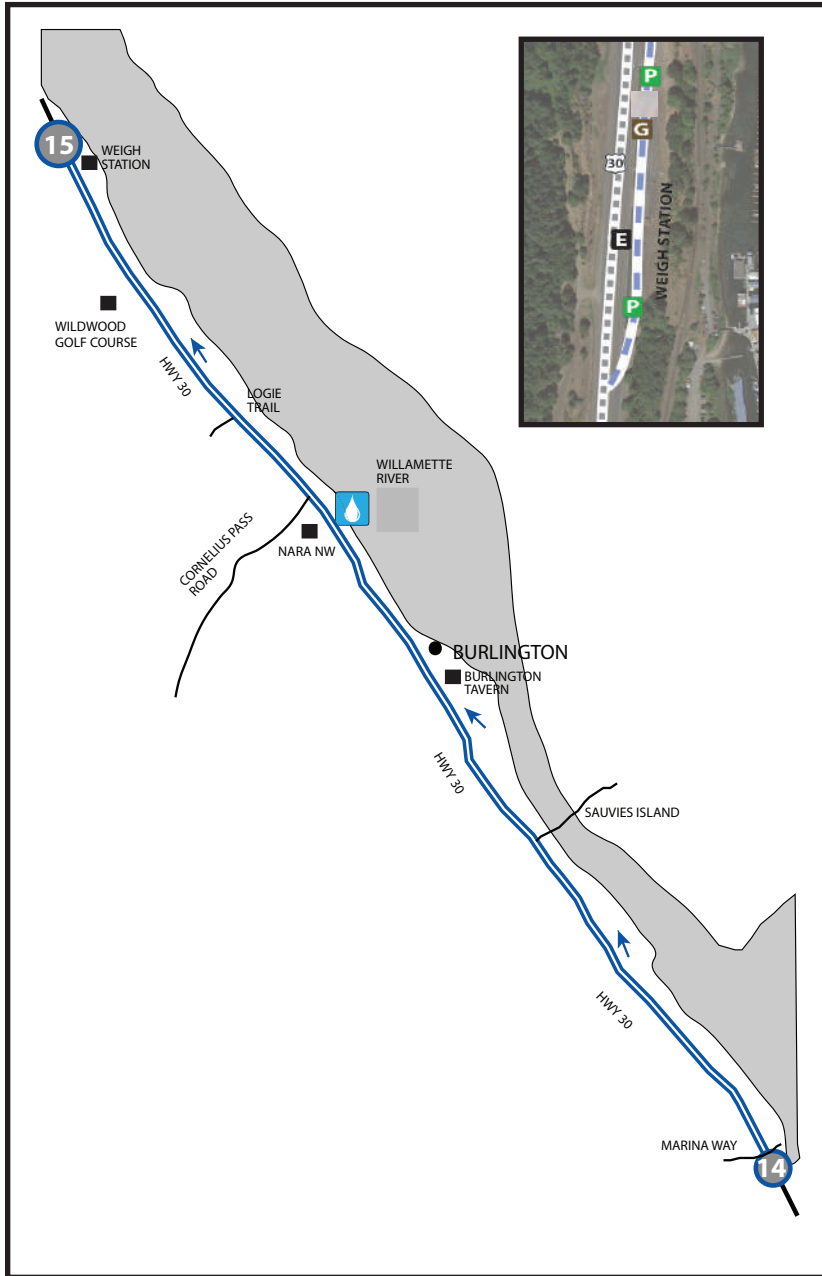 15
WEIGH
STATION
P
G
30
E
WEIGH STATION
P
WILDWOOD
GOLF COURSE
HWY 30
LOGIE
TRAIL
WILLAMETTE
RIVER
CORNELIUS PASS
ROAD
NARA NW
BURLINGTON
BURLINGTON
TAVERN
HWY 30
SAUVIES ISLAND
HWY 30
MARINA WAY
14